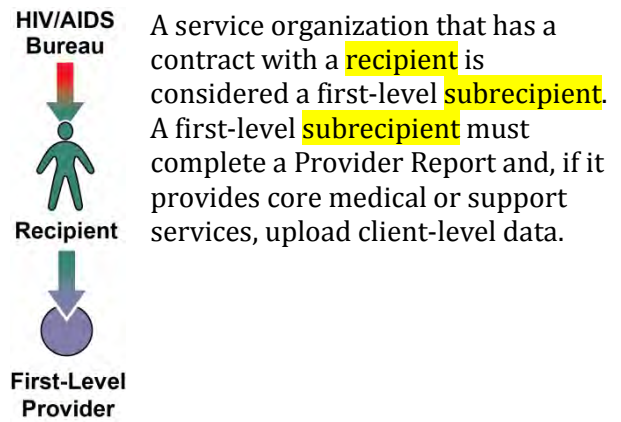 HIV/AIDS
Bureau
Recipient
First-Level
Provider
A service organization that has a
contract with a recipient is
considered a first-level subrecipient.
A first-level subrecipient must
complete a Provider Report and, if it
provides core medical or support
services, upload client-level data.